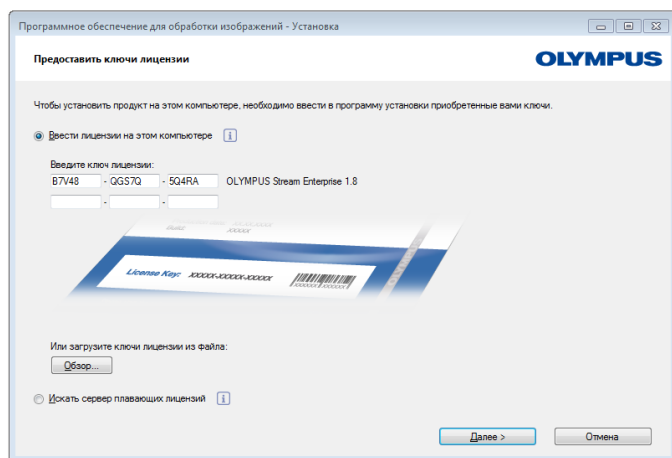 Программное обеспечение для обработки изображений - Установка
Предоставить ключи лицензии
OLYMPUS
Чтобы установить продукт на этом компьютере, необходимо ввести в программу установки приобретенные вами ключи.
Ввести лицензии на этом компьютере
Введите ключ лицензии:
B7V48 - QGS7Q - 5Q4RA OLYMPUS Stream Enterprise 1.8
- -
XXXXX
License Key: XXXXX-XXXXX-XXXXX
Или загрузите ключи лицензии из файла:
Обзор...
Искать сервер плавающих лицензий
Далее > Отмена